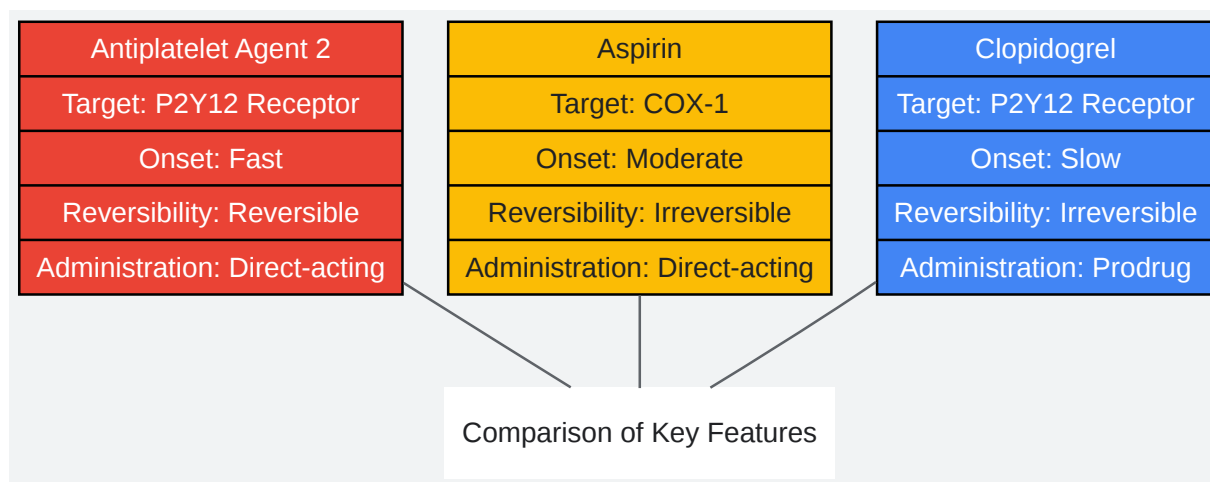 Antiplatelet Agent 2
Target: P2Y12 Receptor
Onset: Fast
Reversibility: Reversible
Administration: Direct-acting
Aspirin
Target: COX-1
Onset: Moderate
Reversibility: Irreversible
Administration: Direct-acting
Clopidogrel
Target: P2Y12 Receptor
Onset: Slow
Reversibility: Irreversible
Administration: Prodrug
Comparison of Key Features